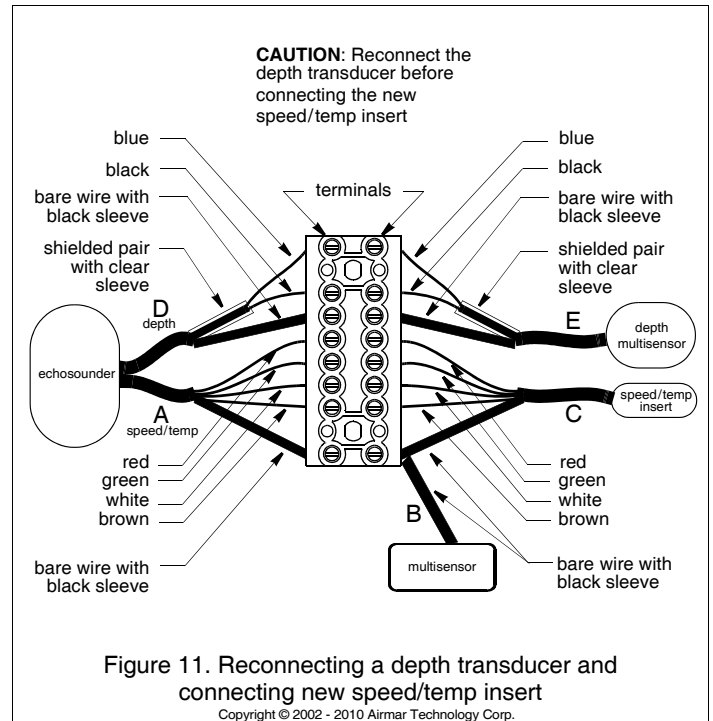 CAUTION: Reconnect the
depth transducer before
connecting the new
speed/temp insert
blue
black
bare wire with
black sleeve
shielded pair
with clear
sleeve
D
depth
echosounder
A
speed/temp
red
green
white
brown
bare wire with
black sleeve
terminals
blue
black
bare wire with
black sleeve
shielded pair
with clear
sleeve
E
depth
multisensor
C
speed/temp
insert
red
green
white
brown
B
multisensor
bare wire with
black sleeve
Figure 11. Reconnecting a depth transducer and
connecting new speed/temp insert
Copyright © 2002 - 2010 Airmar Technology Corp.